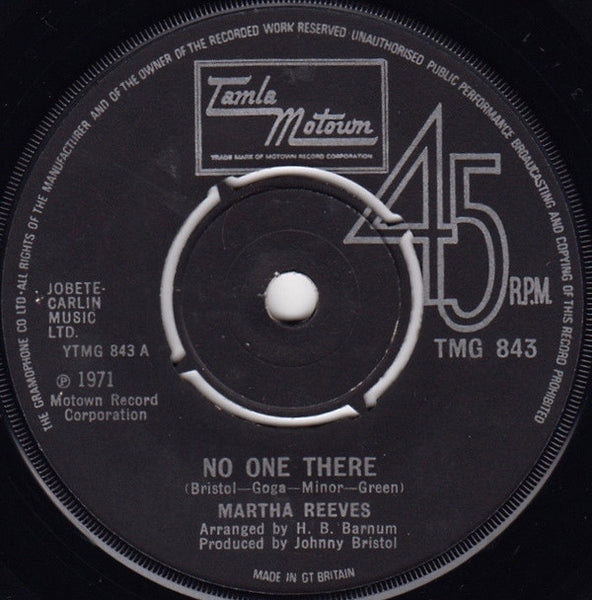 THE GRAMOPHONE CO LTD·ALL RIGHTS OF THE MANUFACTURER AND OF THE OWNER OF THE RECORDED WORK RESERVED UNAUTHORISED PUBLIC PERFORMANCE BROADCASTING AND COPYING OF THIS RECORD PROHIBITED
Tamla
Motown
TRADE MARK OF MOTOWN RECORD CORPORATION
45
R.P.M.
JOBETE-
CARLIN
MUSIC
LTD.
YTMG 843 A
TMG 843
℗ 1971
Motown Record
Corporation
NO ONE THERE
(Bristol—Goga—Minor—Green)
MARTHA REEVES
Arranged by H. B. Barnum
Produced by Johnny Bristol
MADE IN GT BRITAIN